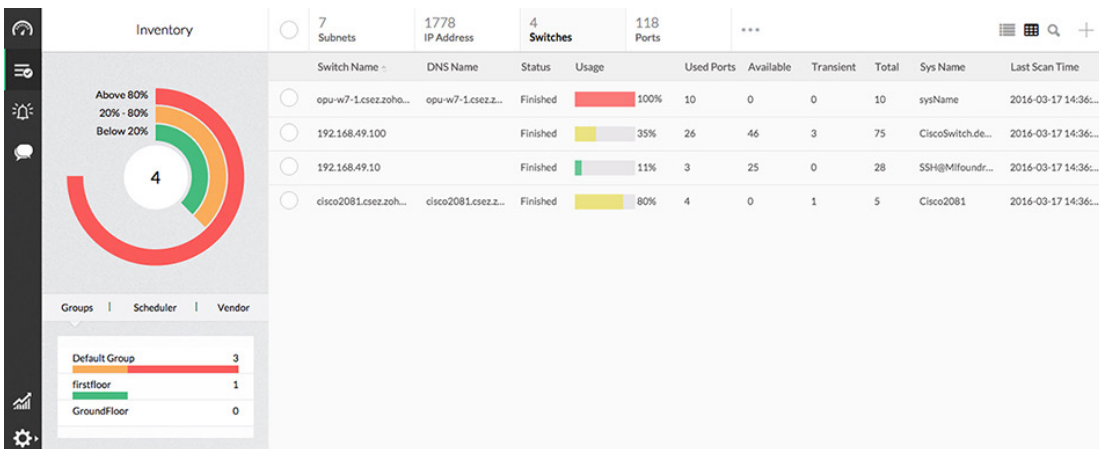 Inventory
7
Subnets
1778
IP Address
4
Switches
118
Ports
Above 80%
20% - 80%
Below 20%
4
Groups | Scheduler | Vendor
Default Group 3
firstfloor 1
GroundFloor 0
Switch Name DNS Name Status Usage Used Ports Available Transient Total Sys Name Last Scan Time
opu-w7-1.csez.zoho... opu-w7-1.csez.z... Finished 100% 10 0 0 10 sysName 2016-03-17 14:36:...
192.168.49.100 Finished 35% 26 46 3 75 CiscoSwitch.de... 2016-03-17 14:36:...
192.168.49.10 Finished 11% 3 25 0 28 SSH@MIfoundr... 2016-03-17 14:36:...
cisco2081.csez.zoh... cisco2081.csez.z... Finished 80% 4 0 1 5 Cisco2081 2016-03-17 14:36:...